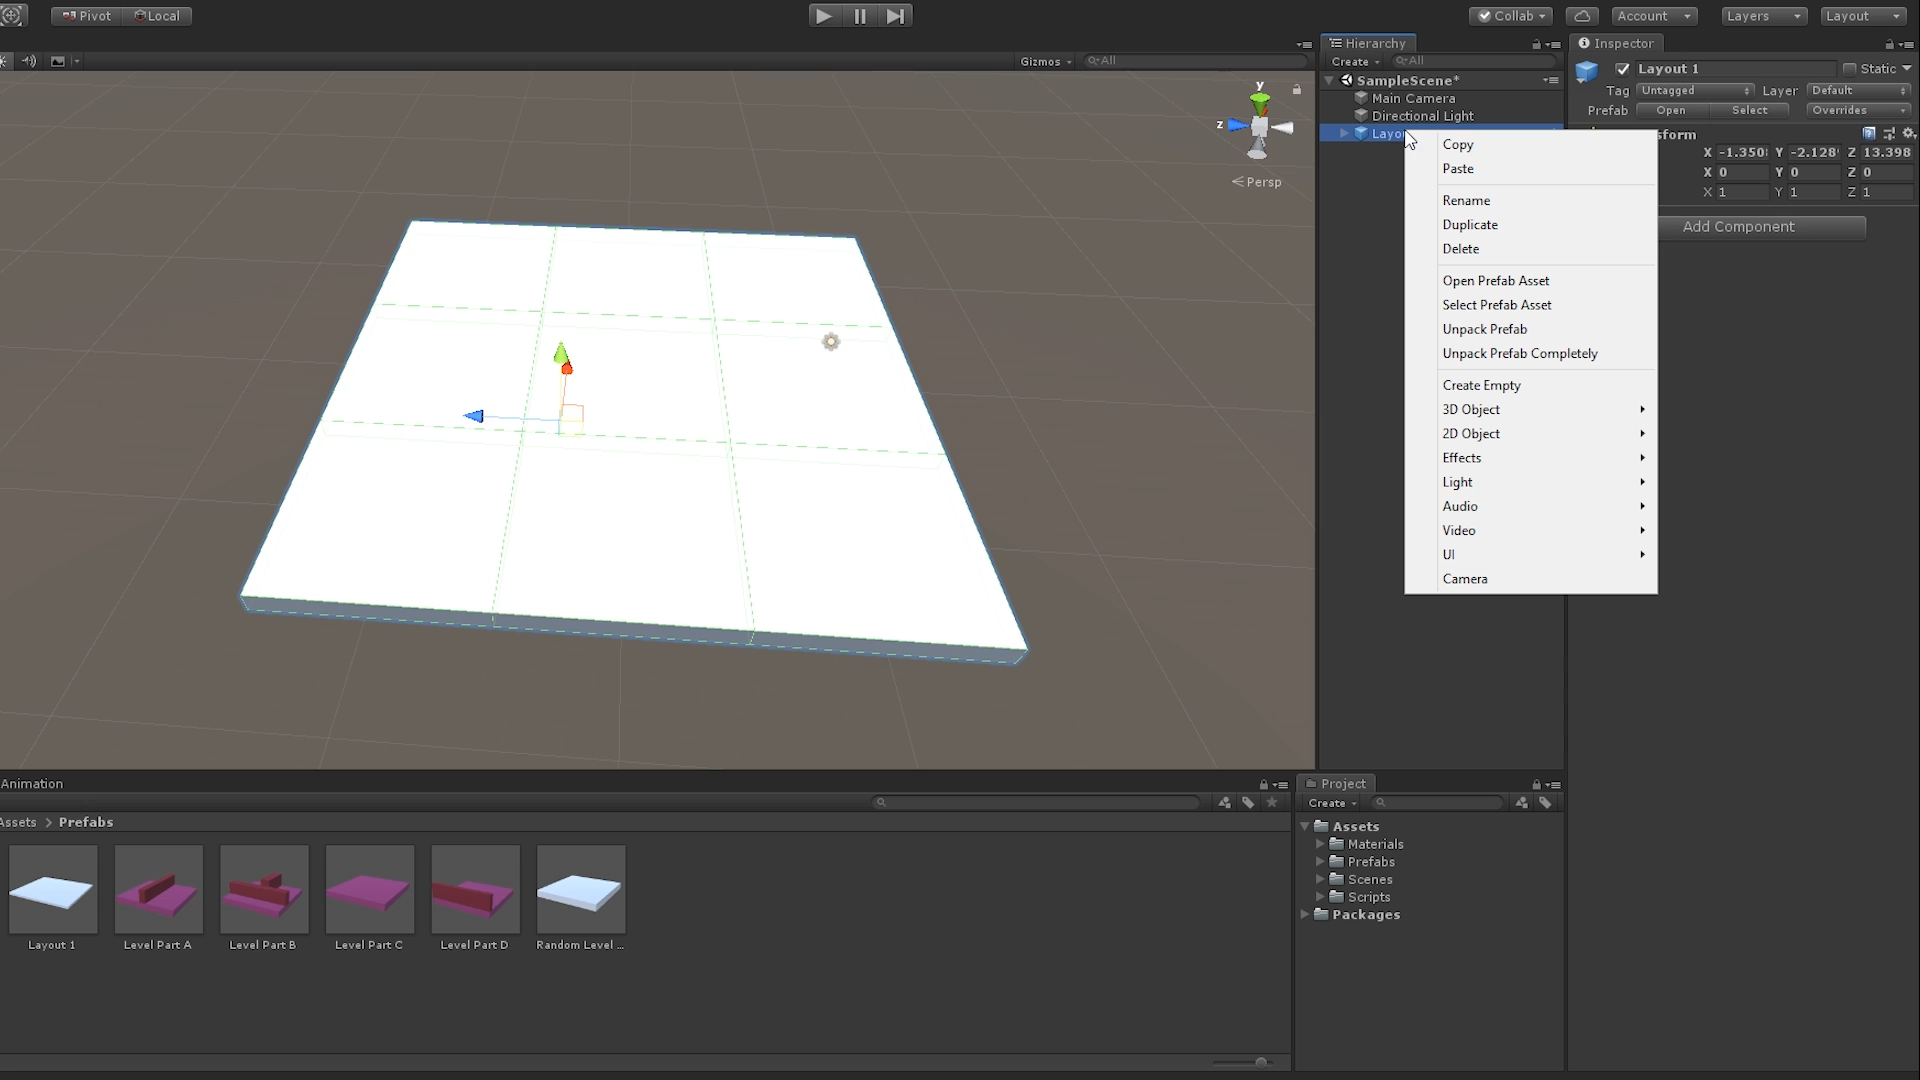 Pivot Local
Collab Account Layers Layout
Gizmos All
y
z
Persp
Hierarchy
Create All
SampleScene*
Main Camera
Directional Light
Copy
Paste
Rename
Duplicate
Delete
Open Prefab Asset
Select Prefab Asset
Unpack Prefab
Unpack Prefab Completely
Create Empty
3D Object
2D Object
Effects
Light
Audio
Video
UI
Camera
Inspector
Layout 1 Static
Tag Untagged Layer Default
Prefab Open Select Overrides
X -1.350 Y -2.128 Z 13.398
X 0 Y 0 Z 0
X 1 Y 1 Z 1
Add Component
Animation
Assets > Prefabs
Layout 1 Level Part A Level Part B Level Part C Level Part D Random Level ...
Project
Create
Assets
Materials
Prefabs
Scenes
Scripts
Packages